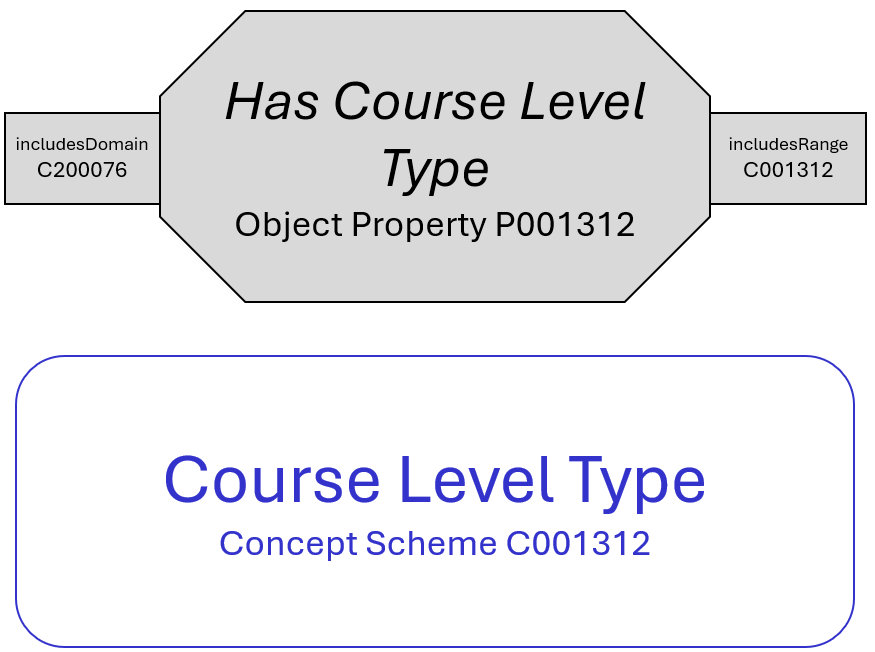 Has Course Level
Type
Object Property P001312
includesDomain
C200076
includesRange
C001312
Course Level Type
Concept Scheme C001312